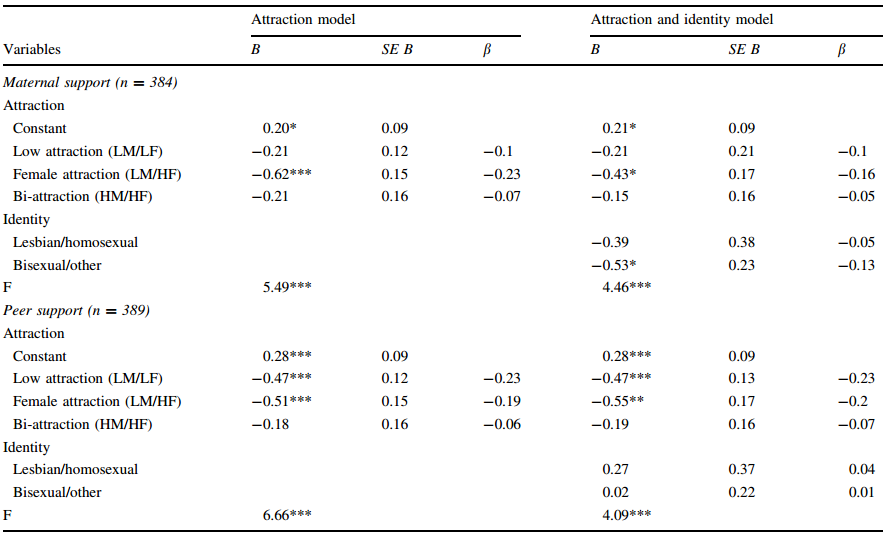 Attraction model Attraction and identity model
Variables B SE B β B SE B β
Maternal support (n = 384)
Attraction
Constant 0.20* 0.09 0.21* 0.09
Low attraction (LM/LF) −0.21 0.12 −0.1 −0.21 0.21 −0.1
Female attraction (LM/HF) −0.62*** 0.15 −0.23 −0.43* 0.17 −0.16
Bi-attraction (HM/HF) −0.21 0.16 −0.07 −0.15 0.16 −0.05
Identity
Lesbian/homosexual −0.39 0.38 −0.05
Bisexual/other −0.53* 0.23 −0.13
F 5.49*** 4.46***
Peer support (n = 389)
Attraction
Constant 0.28*** 0.09 0.28*** 0.09
Low attraction (LM/LF) −0.47*** 0.12 −0.23 −0.47*** 0.13 −0.23
Female attraction (LM/HF) −0.51*** 0.15 −0.19 −0.55** 0.17 −0.2
Bi-attraction (HM/HF) −0.18 0.16 −0.06 −0.19 0.16 −0.07
Identity
Lesbian/homosexual 0.27 0.37 0.04
Bisexual/other 0.02 0.22 0.01
F 6.66*** 4.09***